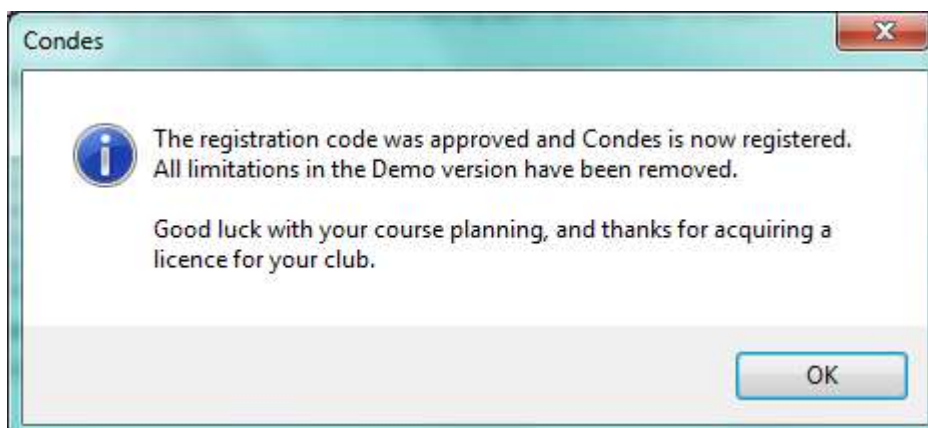 Condes
The registration code was approved and Condes is now registered.
All limitations in the Demo version have been removed.
Good luck with your course planning, and thanks for acquiring a
licence for your club.
OK